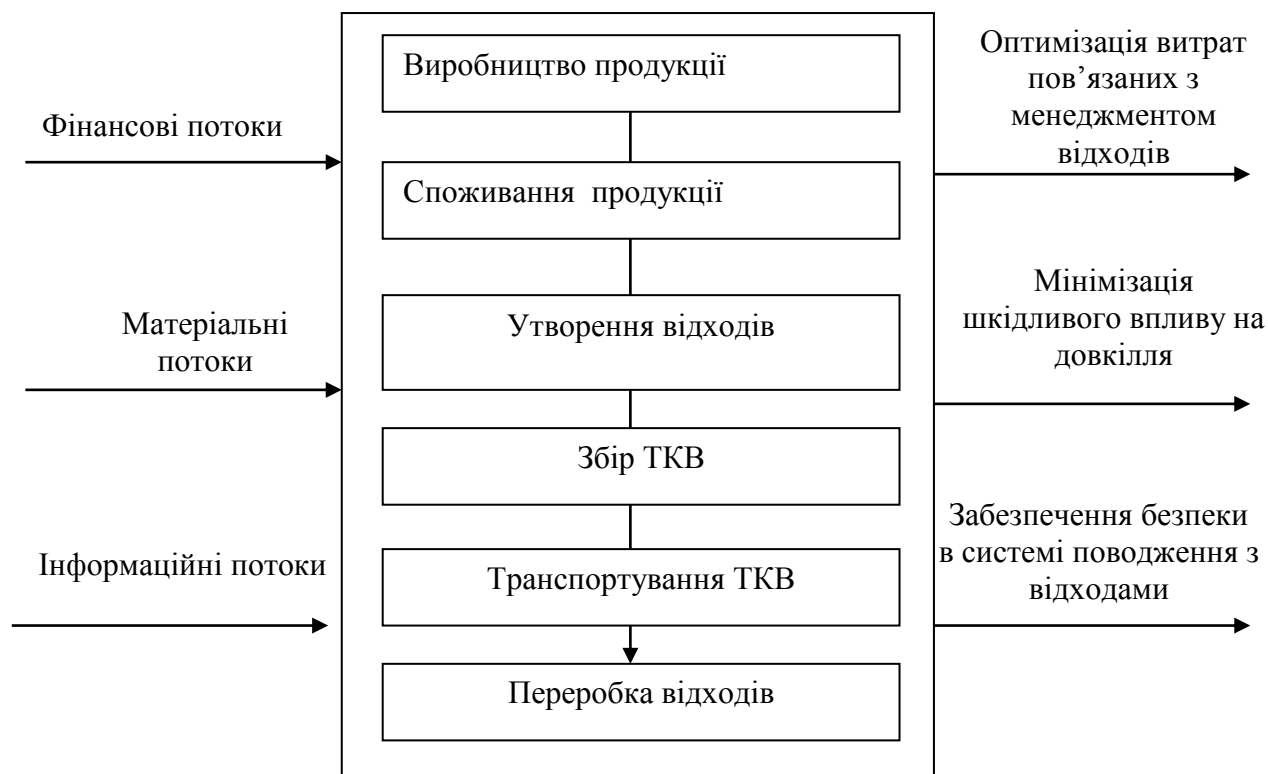 Фінансові потоки
Матеріальні
потоки
Інформаційні потоки
Виробництво продукції
Споживання продукції
Утворення відходів
Збір ТКВ
Транспортування ТКВ
Переробка відходів
Оптимізація витрат
пов’язаних з
менеджментом
відходів
Мінімізація
шкідливого впливу на
довкілля
Забезпечення безпеки
в системі поводження з
відходами